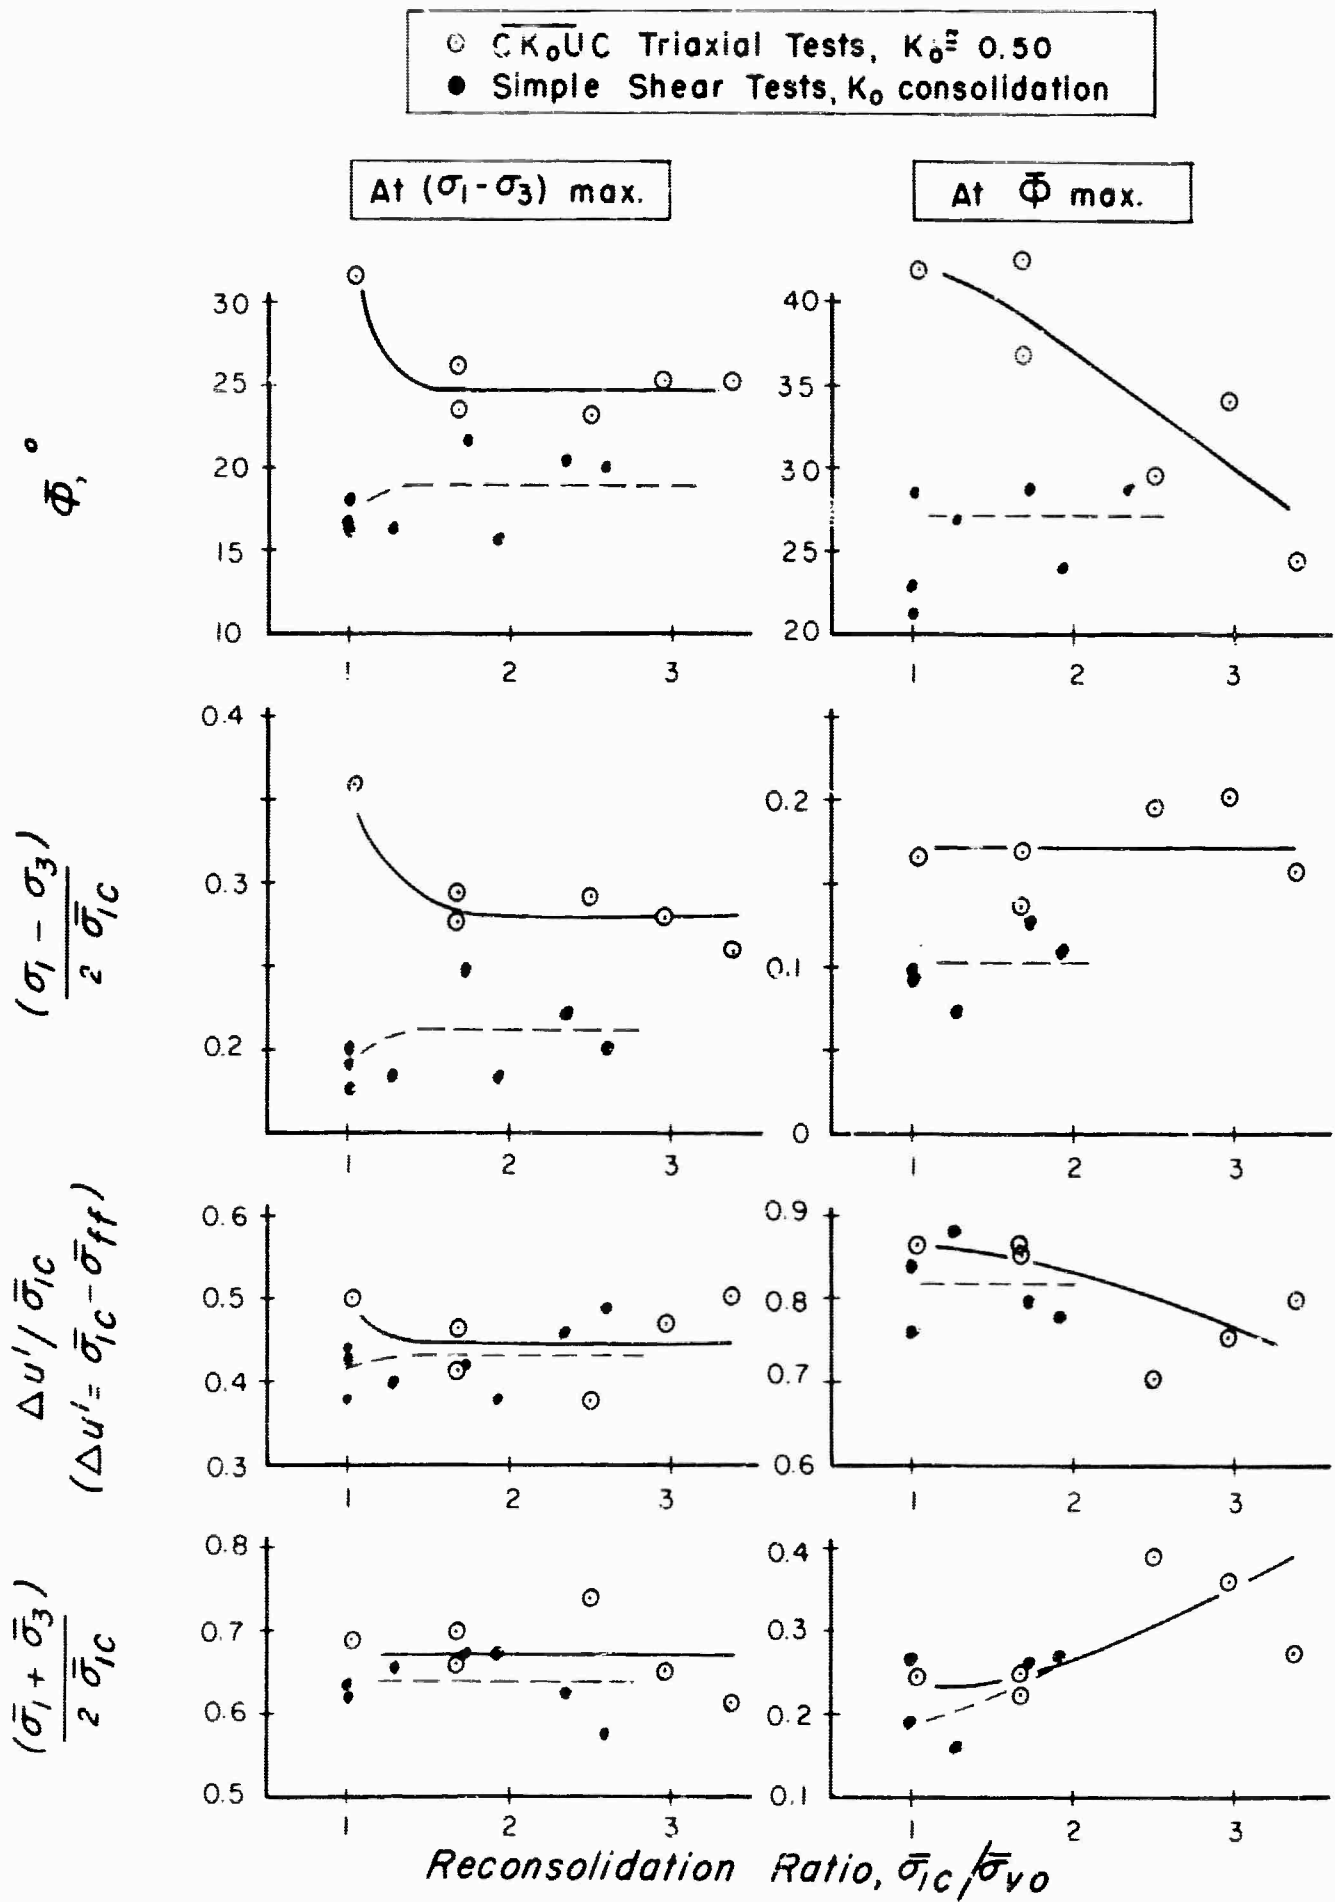 ⊙ C̅K̅₀U̅C Triaxial Tests, K₀ ≅ 0.50
● Simple Shear Tests, K₀ consolidation
At (σ₁ - σ₃) max.
At Φ̄ max.
Φ̄, °
30
25
20
15
10
1 2 3
40
35
30
25
20
1 2 3
(σ₁ - σ₃) / 2 σ̄₁c
0.4
0.3
0.2
1 2 3
0.2
0.1
0
1 2 3
Δu'/σ̄₁c
(Δu' = σ̄₁c - σ̄ff)
0.6
0.5
0.4
0.3
1 2 3
0.9
0.8
0.7
0.6
1 2 3
(σ̄₁ + σ̄₃) / 2 σ̄₁c
0.8
0.7
0.6
0.5
1 2 3
0.4
0.3
0.2
0.1
1 2 3
Reconsolidation Ratio, σ̄₁c/σ̄vo